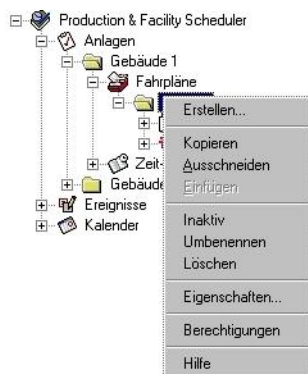 Production & Facility Scheduler
Anlagen
Gebäude 1
Fahrpläne
Zeit-
Gebäude
Ereignisse
Kalender
Erstellen...
Kopieren
Ausschneiden
Einfügen
Inaktiv
Umbenennen
Löschen
Eigenschaften...
Berechtigungen
Hilfe